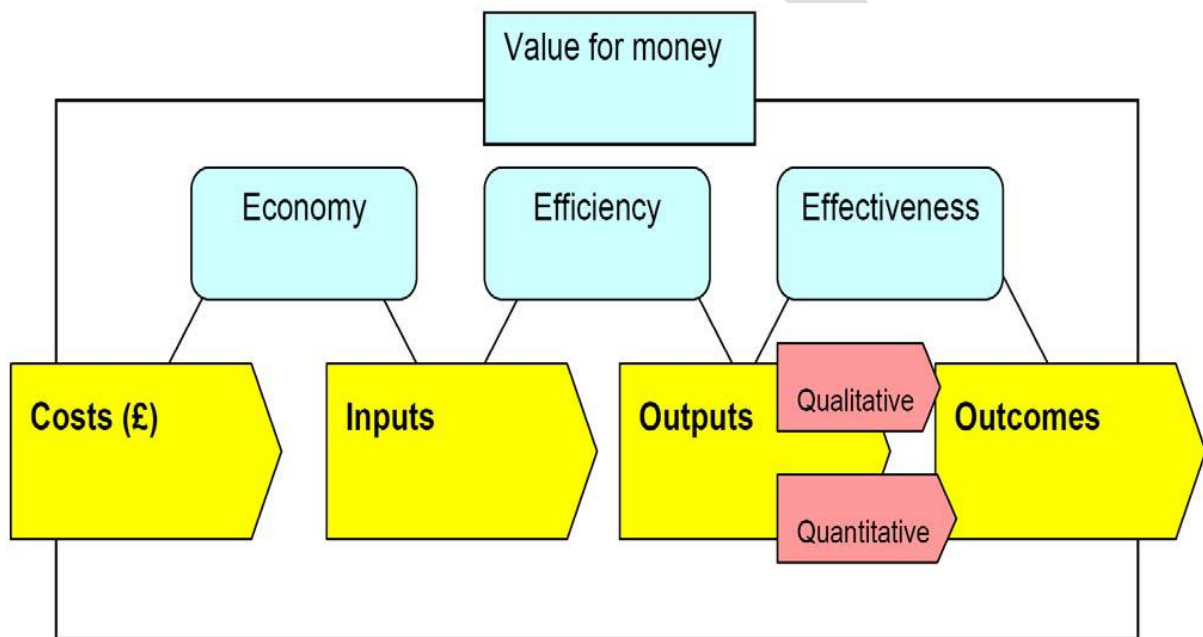 Value for money
Economy
Efficiency
Effectiveness
Costs (£)
Inputs
Outputs
Qualitative
Outcomes
Quantitative